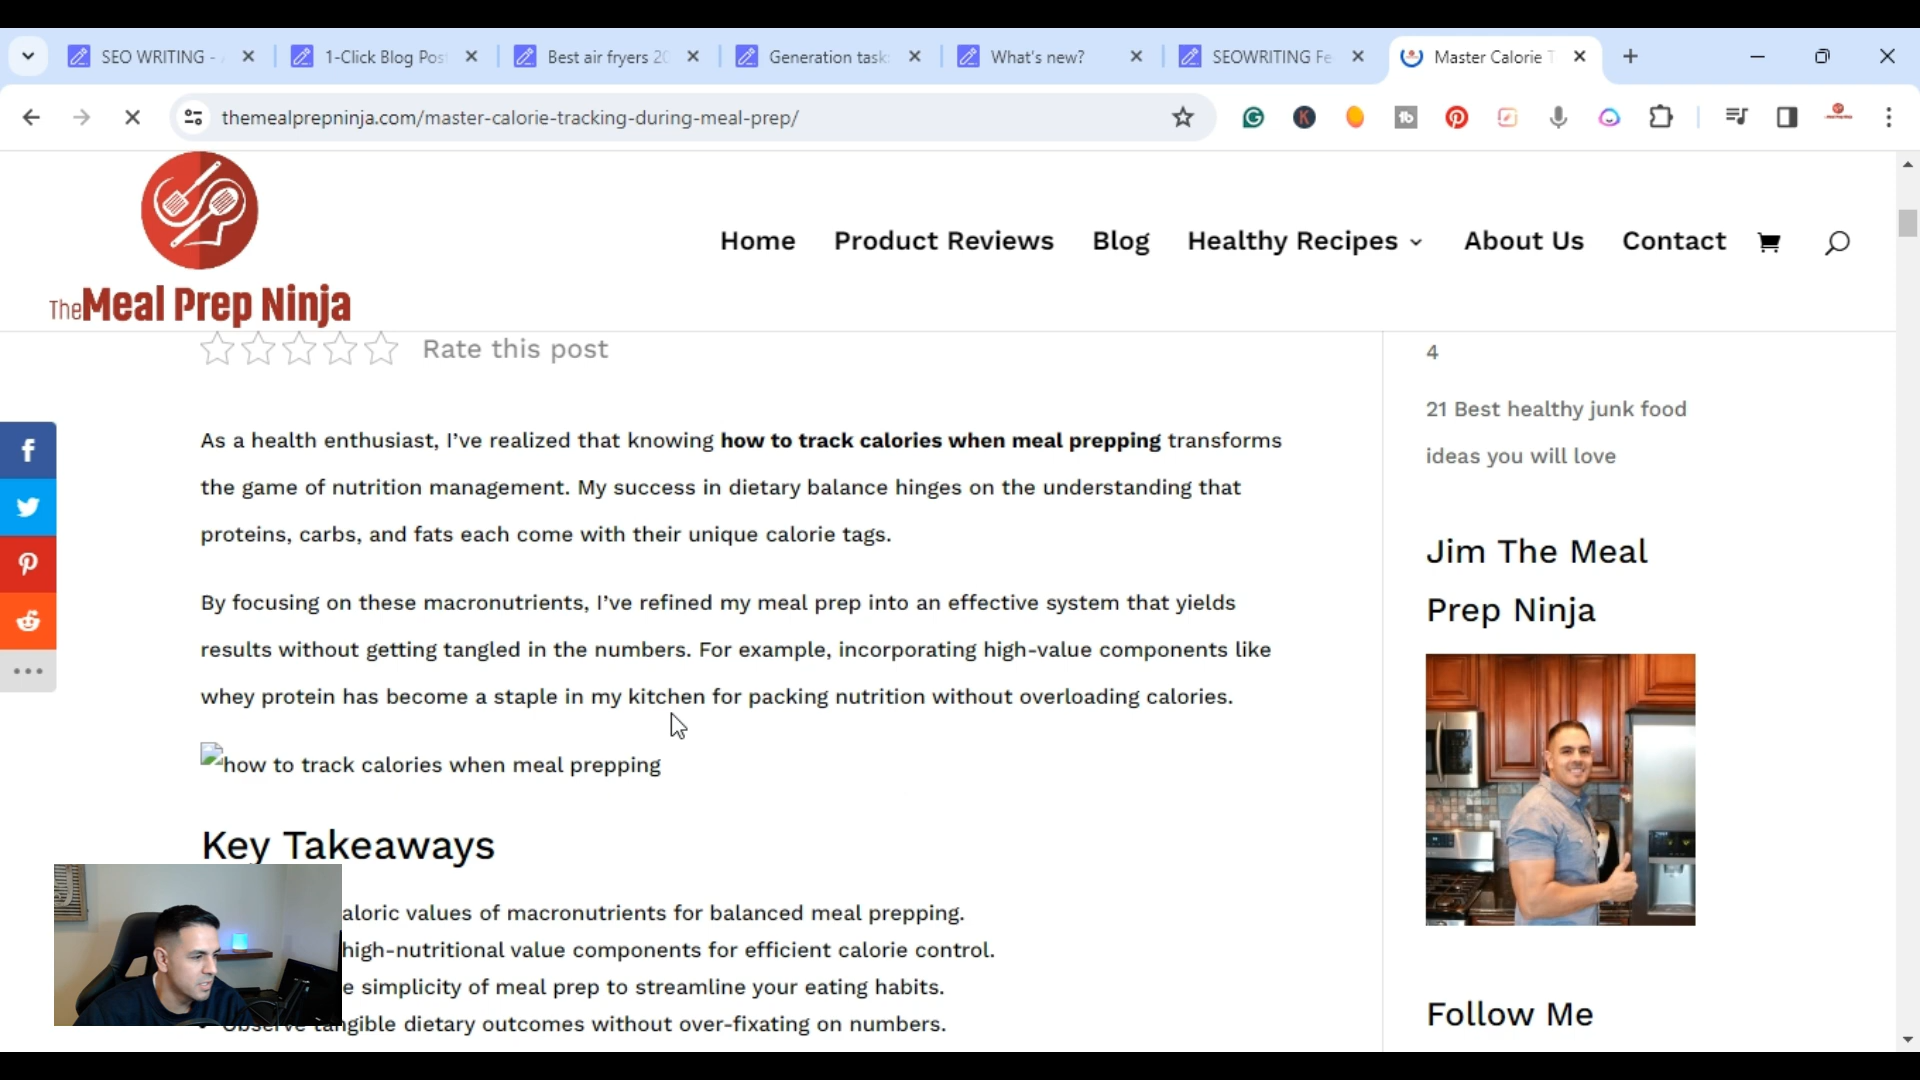 SEO WRITING -
1-Click Blog Pos
Best air fryers 20
Generation task
What's new?
SEOWRITING Fe
Master Calorie T
themealprepninja.com/master-calorie-tracking-during-meal-prep/
TheMeal Prep Ninja
Home
Product Reviews
Blog
Healthy Recipes
About Us
Contact
Rate this post
As a health enthusiast, I've realized that knowing how to track calories when meal prepping transforms
the game of nutrition management. My success in dietary balance hinges on the understanding that
proteins, carbs, and fats each come with their unique calorie tags.
By focusing on these macronutrients, I've refined my meal prep into an effective system that yields
results without getting tangled in the numbers. For example, incorporating high-value components like
whey protein has become a staple in my kitchen for packing nutrition without overloading calories.
how to track calories when meal prepping
Key Takeaways
aloric values of macronutrients for balanced meal prepping.
high-nutritional value components for efficient calorie control.
e simplicity of meal prep to streamline your eating habits.
Observe tangible dietary outcomes without over-fixating on numbers.
4
21 Best healthy junk food
ideas you will love
Jim The Meal
Prep Ninja
Follow Me